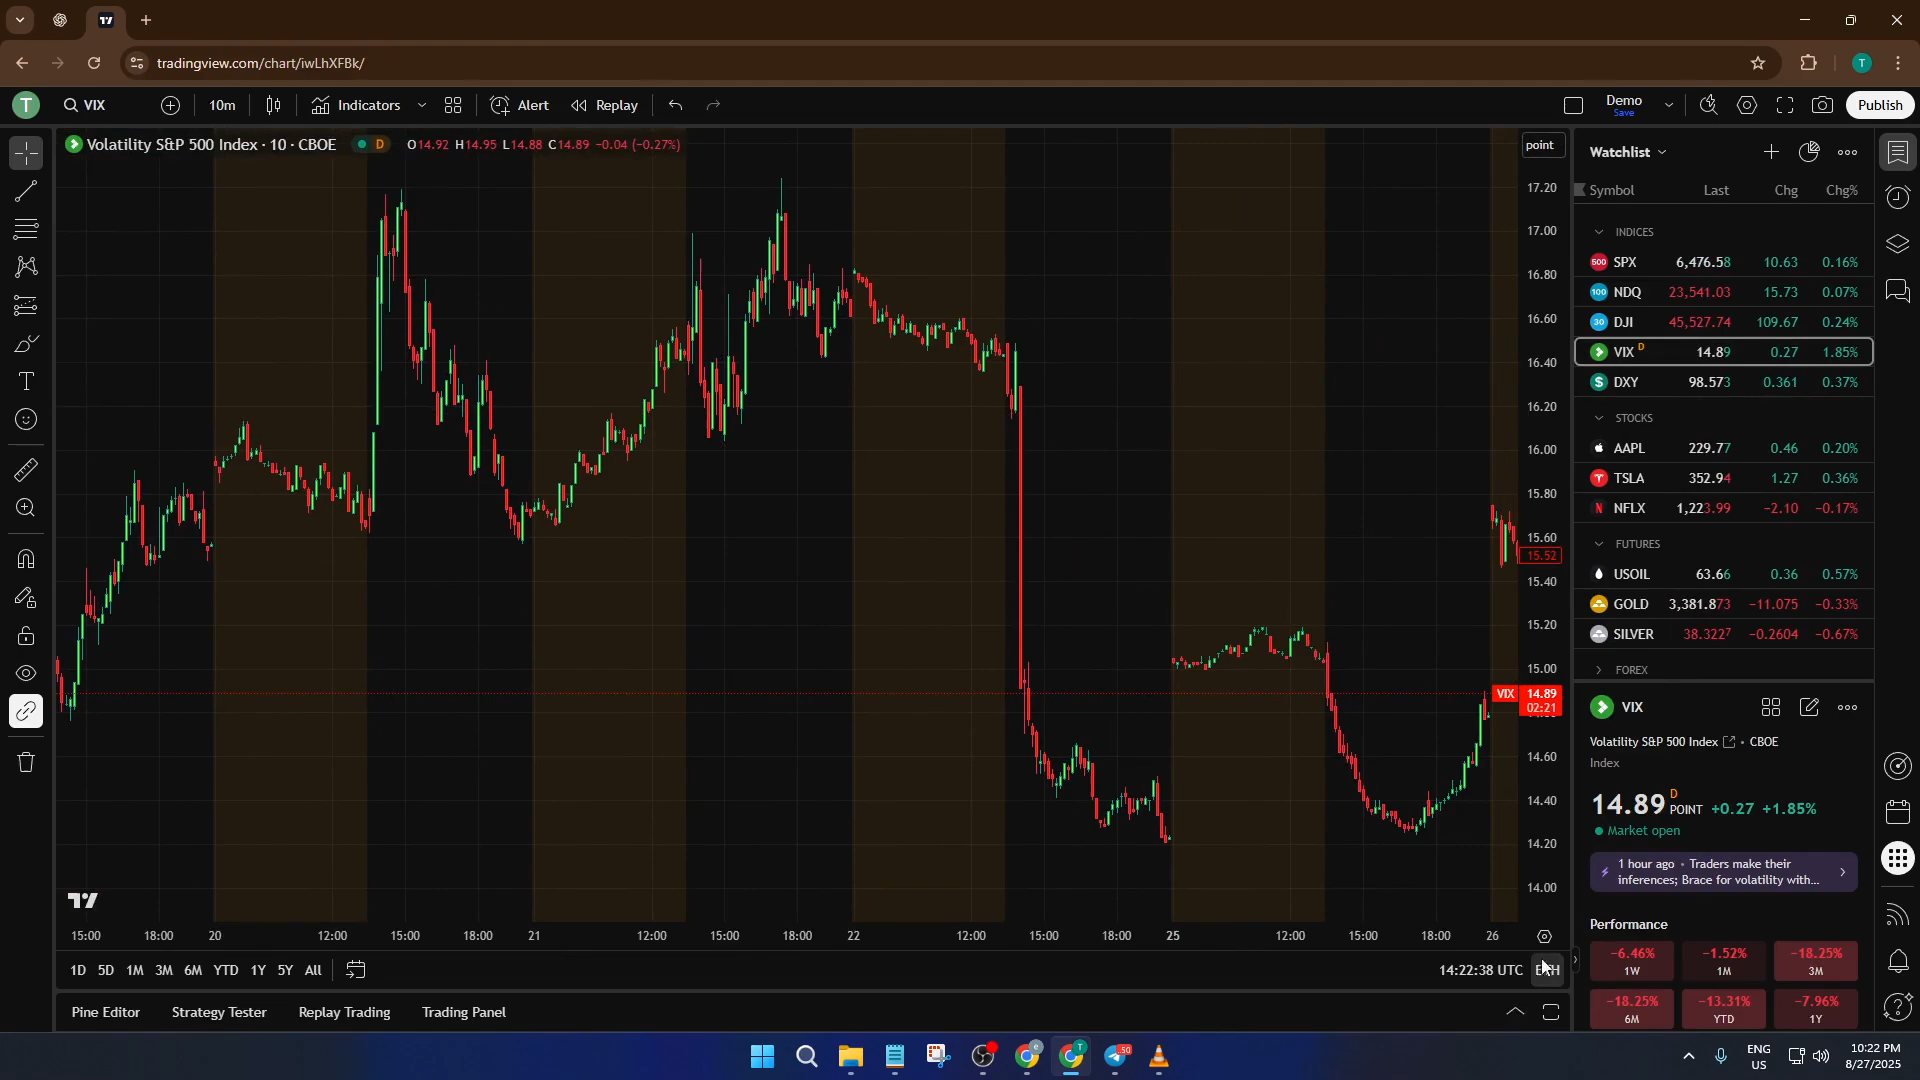 tradingview.com/chart/iwLhXFBk/
T
T
VIX
10m
Indicators
Alert
Replay
Demo
Save
Publish
Volatility S&P 500 Index · 10 · CBOE
D
O14.92 H14.95 L14.88 C14.89 −0.04 (−0.27%)
point
17.20
17.00
16.80
16.60
16.40
16.20
16.00
15.80
15.60
15.52
15.40
15.20
15.00
VIX 14.89
02:21
14.60
14.40
14.20
14.00
15:00 18:00 20 12:00 15:00 18:00 21 12:00 15:00 18:00 22 12:00 15:00 18:00 25 12:00 15:00 18:00 26
1D 5D 1M 3M 6M YTD 1Y 5Y All
14:22:38 UTC
Pine Editor Strategy Tester Replay Trading Trading Panel
Watchlist
Symbol Last Chg Chg%
INDICES
500 SPX 6,476.58 10.63 0.16%
100 NDQ 23,541.03 15.73 0.07%
30 DJI 45,527.74 109.67 0.24%
VIX D 14.89 0.27 1.85%
$ DXY 98.573 0.361 0.37%
STOCKS
AAPL 229.77 0.46 0.20%
TSLA 352.94 1.27 0.36%
N NFLX 1,223.99 −2.10 −0.17%
FUTURES
USOIL 63.66 0.36 0.57%
GOLD 3,381.873 −11.075 −0.33%
SILVER 38.3227 −0.2604 −0.67%
FOREX
VIX
Volatility S&P 500 Index • CBOE
Index
14.89 D POINT +0.27 +1.85%
Market open
1 hour ago • Traders make their
inferences; Brace for volatility with...
Performance
−6.46% −1.52% −18.25%
1W 1M 3M
−18.25% −13.31% −7.96%
6M YTD 1Y
50
ENG
US
10:22 PM
8/27/2025